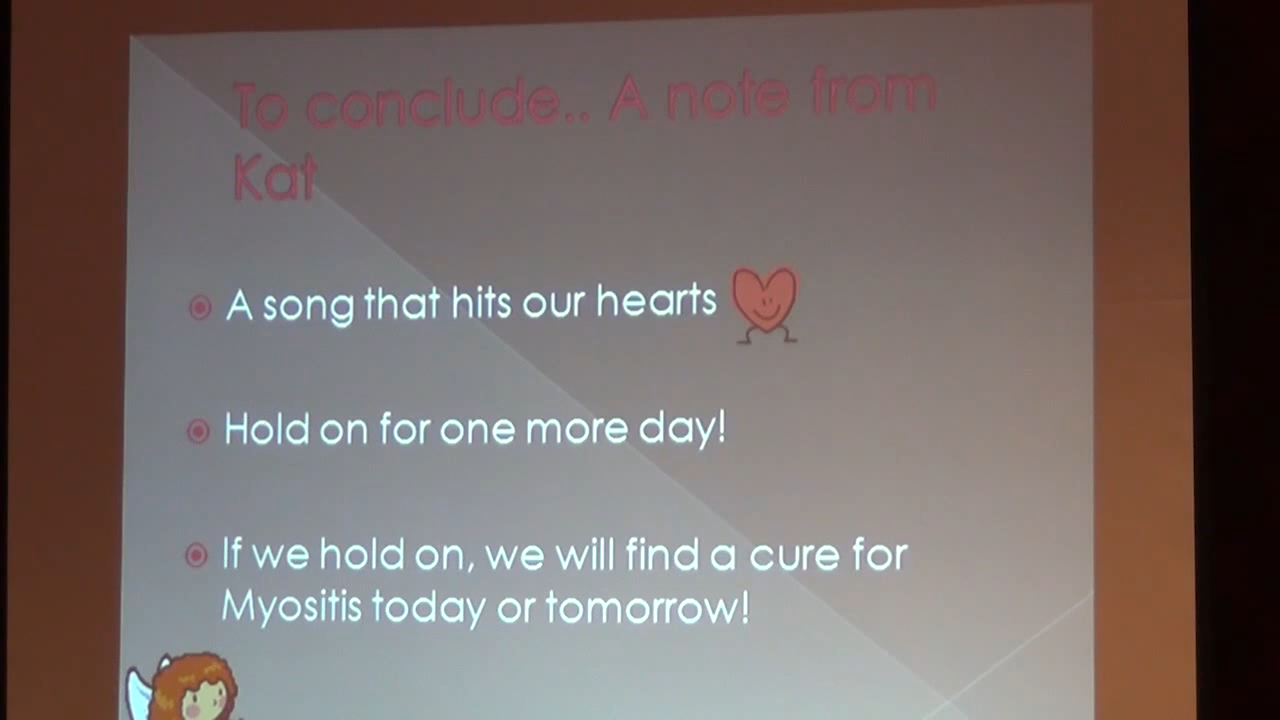 To conclude.. A note from
Kat
A song that hits our hearts
Hold on for one more day!
If we hold on, we will find a cure for
Myositis today or tomorrow!